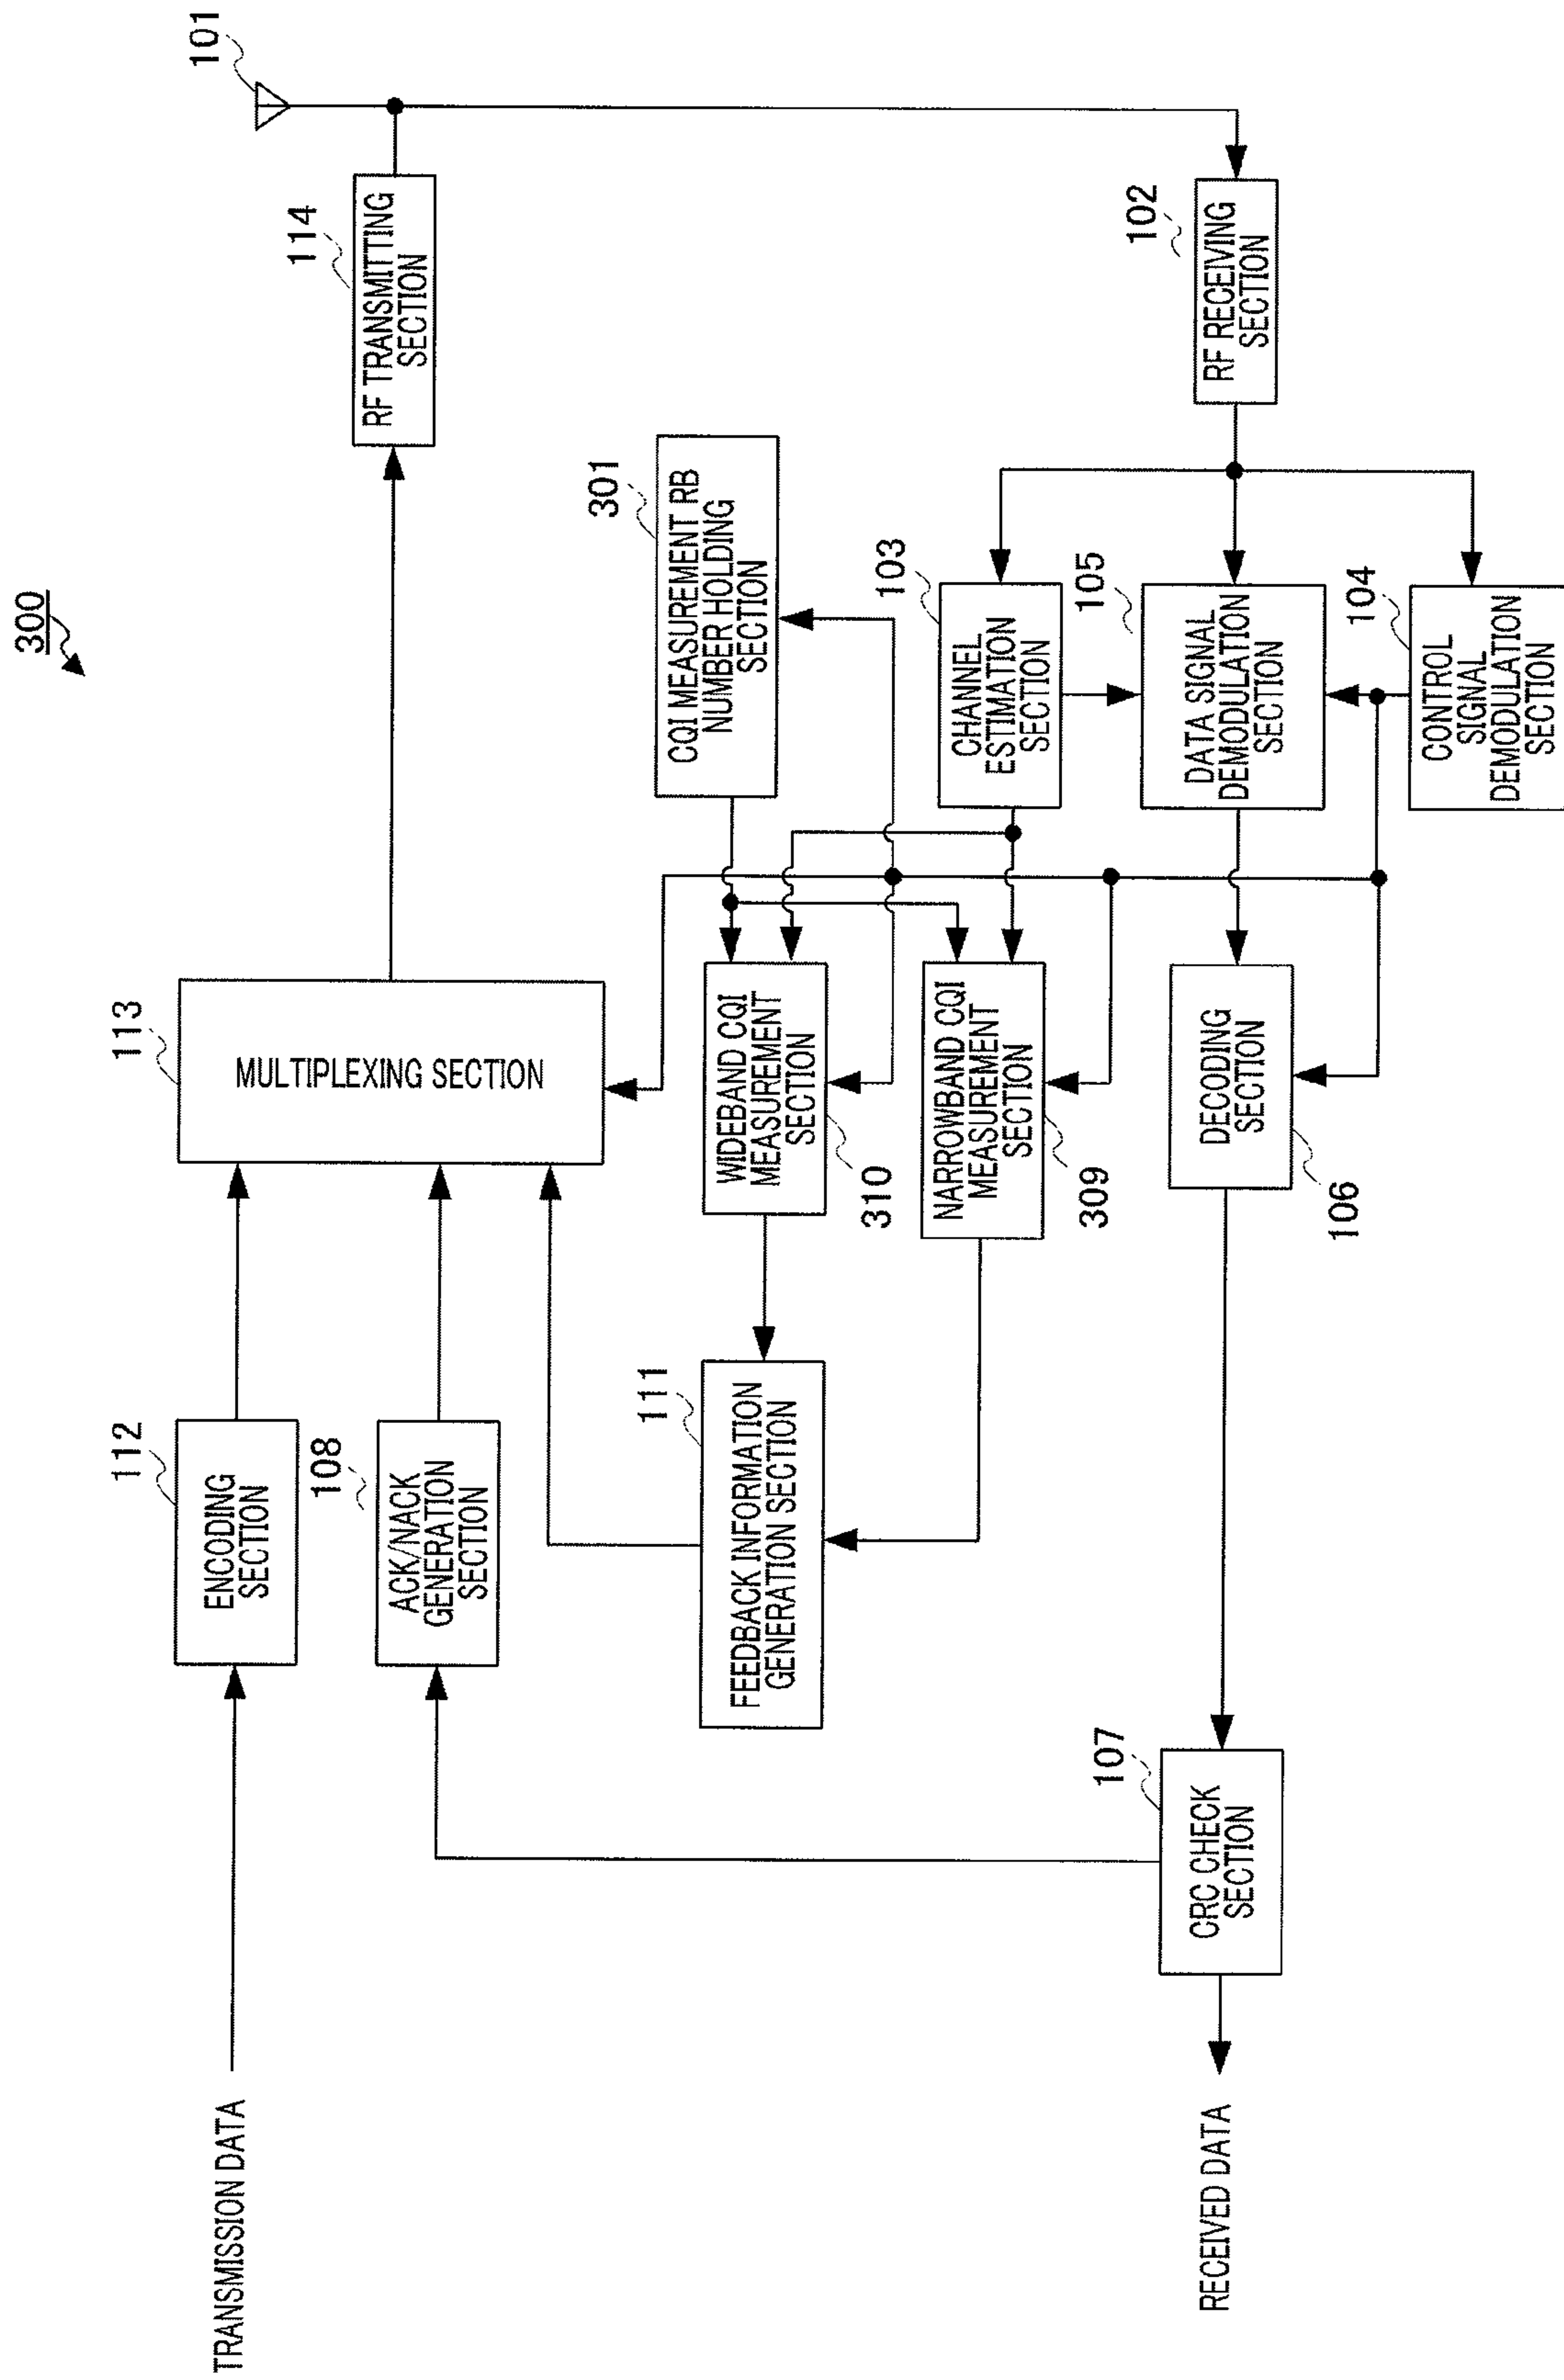 300
101
114
RF TRANSMITTING
SECTION
113
MULTIPLEXING SECTION
112
ENCODING
SECTION
TRANSMISSION DATA
108
ACK/NACK
GENERATION
SECTION
301
CQI MEASUREMENT RB
NUMBER HOLDING
SECTION
WIDEBAND CQI
MEASUREMENT
SECTION
310
111
FEEDBACK INFORMATION
GENERATION SECTION
103
CHANNEL
ESTIMATION
SECTION
NARROWBAND CQI
MEASUREMENT
SECTION
309
102
RF RECEIVING
SECTION
105
DATA SIGNAL
DEMODULATION
SECTION
DECODING
SECTION
106
107
CRC CHECK
SECTION
RECEIVED DATA
104
CONTROL
SIGNAL
DEMODULATION
SECTION